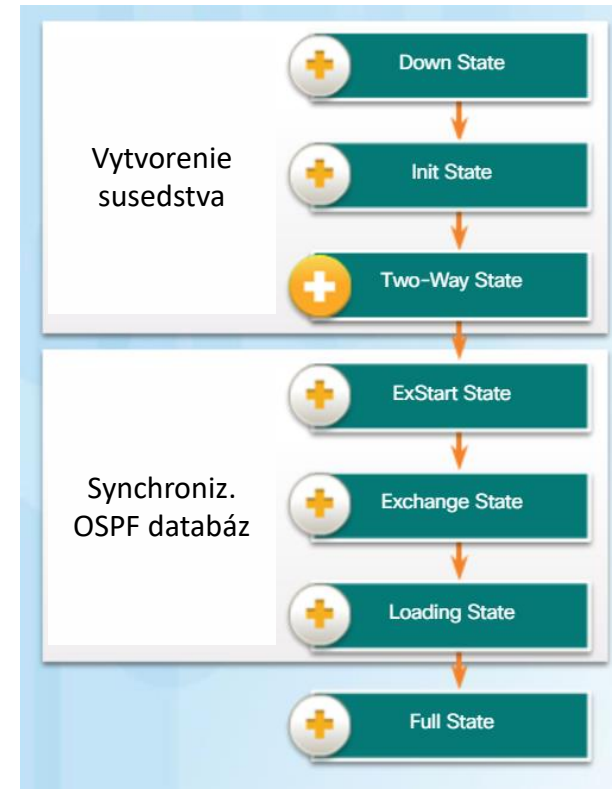 Vytvorenie
susedstva
Down State
Init State
Two-Way State
Synchroniz.
OSPF databáz
ExStart State
Exchange State
Loading State
Full State